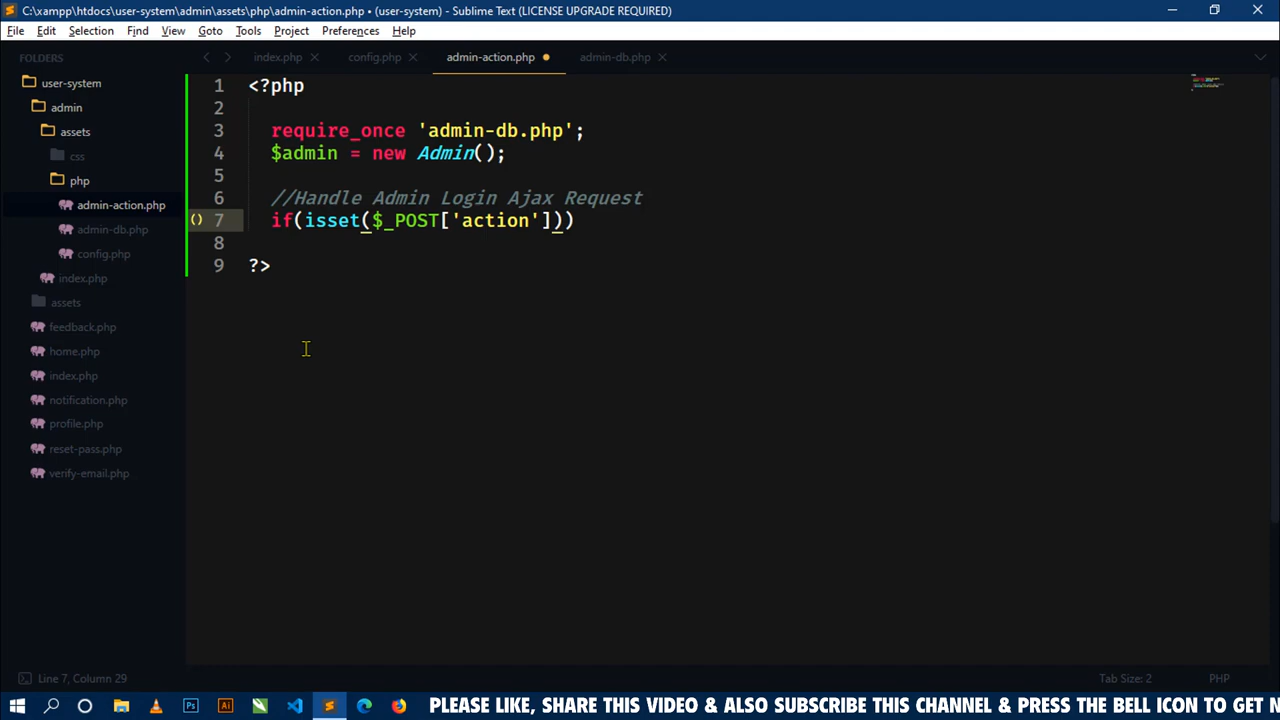 C:\xampp\htdocs\user-system\admin\assets\php\admin-action.php • (user-system) - Sublime Text (LICENSE UPGRADE REQUIRED)
File Edit Selection Find View Goto Tools Project Preferences Help
FOLDERS
user-system
admin
assets
css
php
admin-action.php
admin-db.php
config.php
index.php
assets
feedback.php
home.php
index.php
notification.php
profile.php
reset-pass.php
verify-email.php
index.php config.php admin-action.php admin-db.php
1 <?php
2
3 require_once 'admin-db.php';
4 $admin = new Admin();
5
6 //Handle Admin Login Ajax Request
7 if(isset($_POST['action']))
8
9 ?>
Line 7, Column 29 Tab Size: 2 PHP
PLEASE LIKE, SHARE THIS VIDEO & ALSO SUBSCRIBE THIS CHANNEL & PRESS THE BELL ICON TO GET